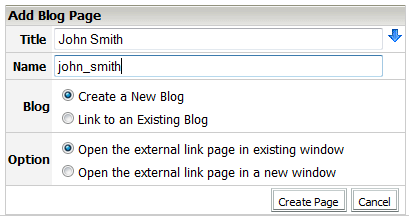 Add Blog Page
Title John Smith
Name john_smith
Blog Create a New Blog
Link to an Existing Blog
Option Open the external link page in existing window
Open the external link page in a new window
Create Page Cancel